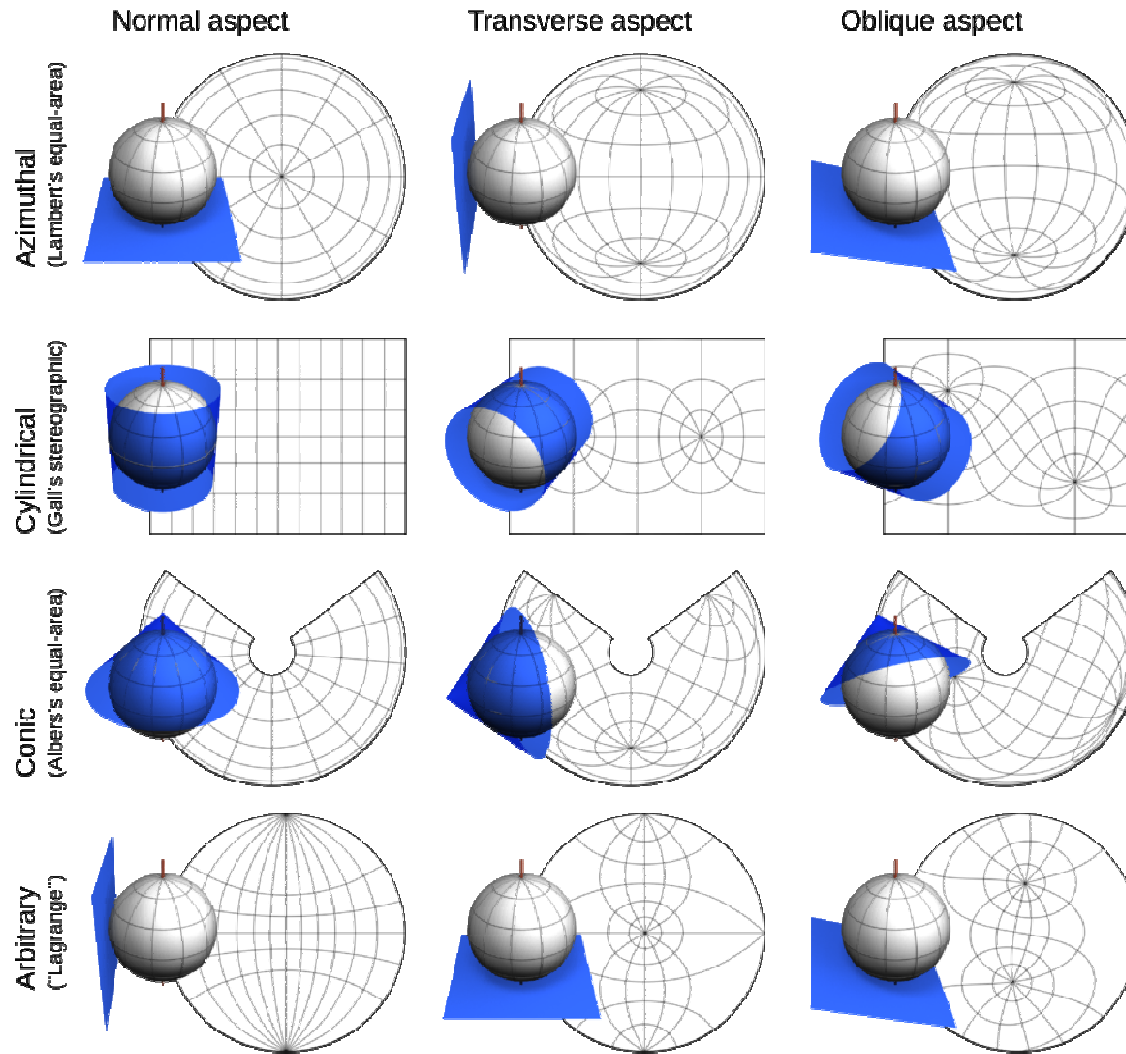 Normal aspect
Transverse aspect
Oblique aspect
Azimuthal
(Lambert's equal-area)
Cylindrical
(Gall's stereographic)
Conic
(Albers's equal-area)
Arbitrary
("Lagrange")